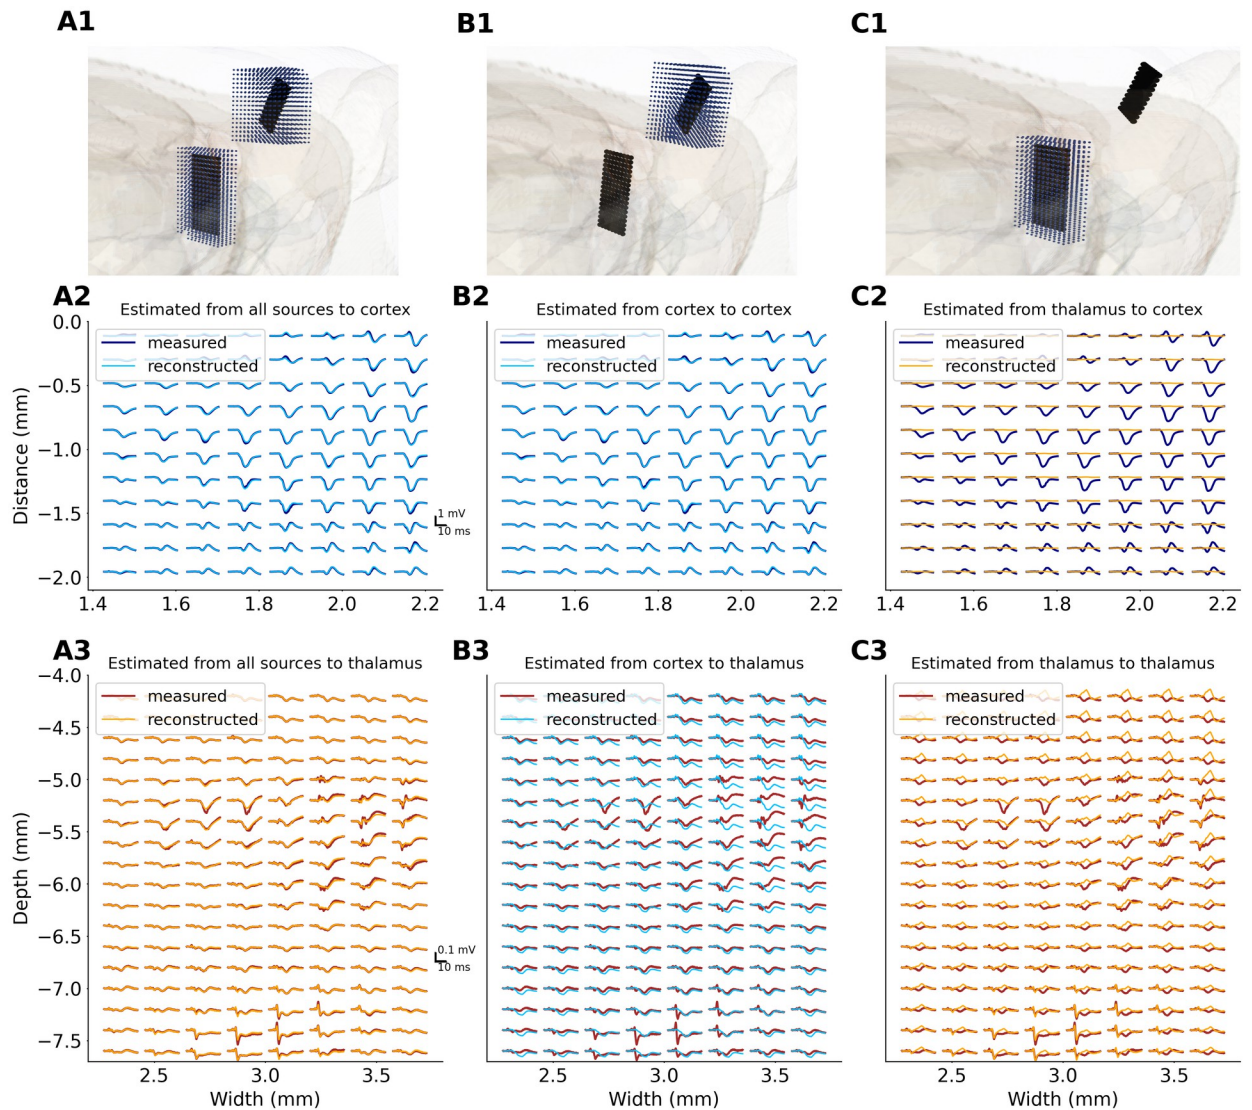 A1
B1
C1
A2
Estimated from all sources to cortex
B2
Estimated from cortex to cortex
C2
Estimated from thalamus to cortex
measured
reconstructed
measured
reconstructed
measured
reconstructed
Distance (mm)
0.0
−0.5
−1.0
−1.5
−2.0
1 mV
10 ms
1.4 1.6 1.8 2.0 2.2
1.4 1.6 1.8 2.0 2.2
1.4 1.6 1.8 2.0 2.2
A3
Estimated from all sources to thalamus
B3
Estimated from cortex to thalamus
C3
Estimated from thalamus to thalamus
measured
reconstructed
measured
reconstructed
measured
reconstructed
Depth (mm)
−4.0
−4.5
−5.0
−5.5
−6.0
−6.5
−7.0
−7.5
0.1 mV
10 ms
2.5 3.0 3.5
2.5 3.0 3.5
2.5 3.0 3.5
Width (mm)
Width (mm)
Width (mm)